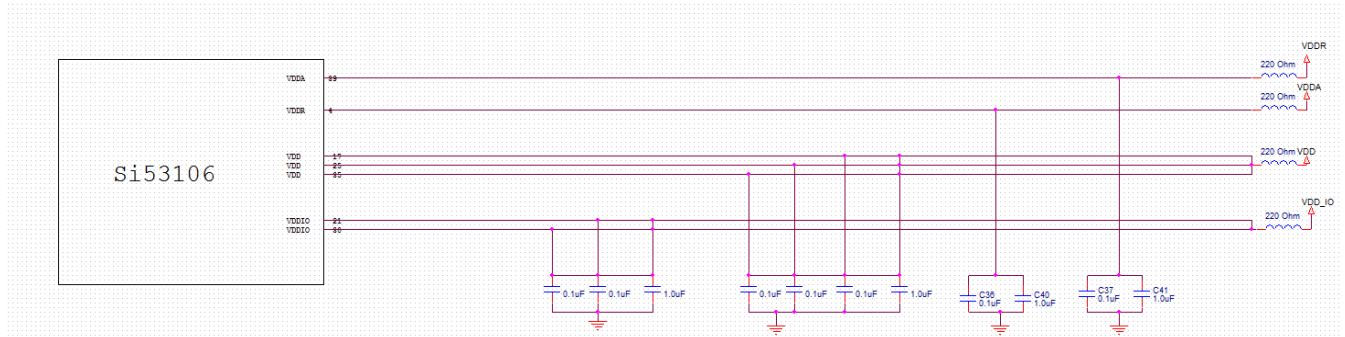 VDDR
220 Ohm
VDDA 39
VDDA
220 Ohm
VDDR 4
220 Ohm VDD
VDD 17
VDD 25
VDD 35
Si53106
VDD_IO
220 Ohm
VDDIO 21
VDDIO 30
0.1uF 0.1uF 1.0uF
0.1uF 0.1uF 0.1uF 1.0uF
C36 0.1uF
C40 1.0uF
C37 0.1uF
C41 1.0uF